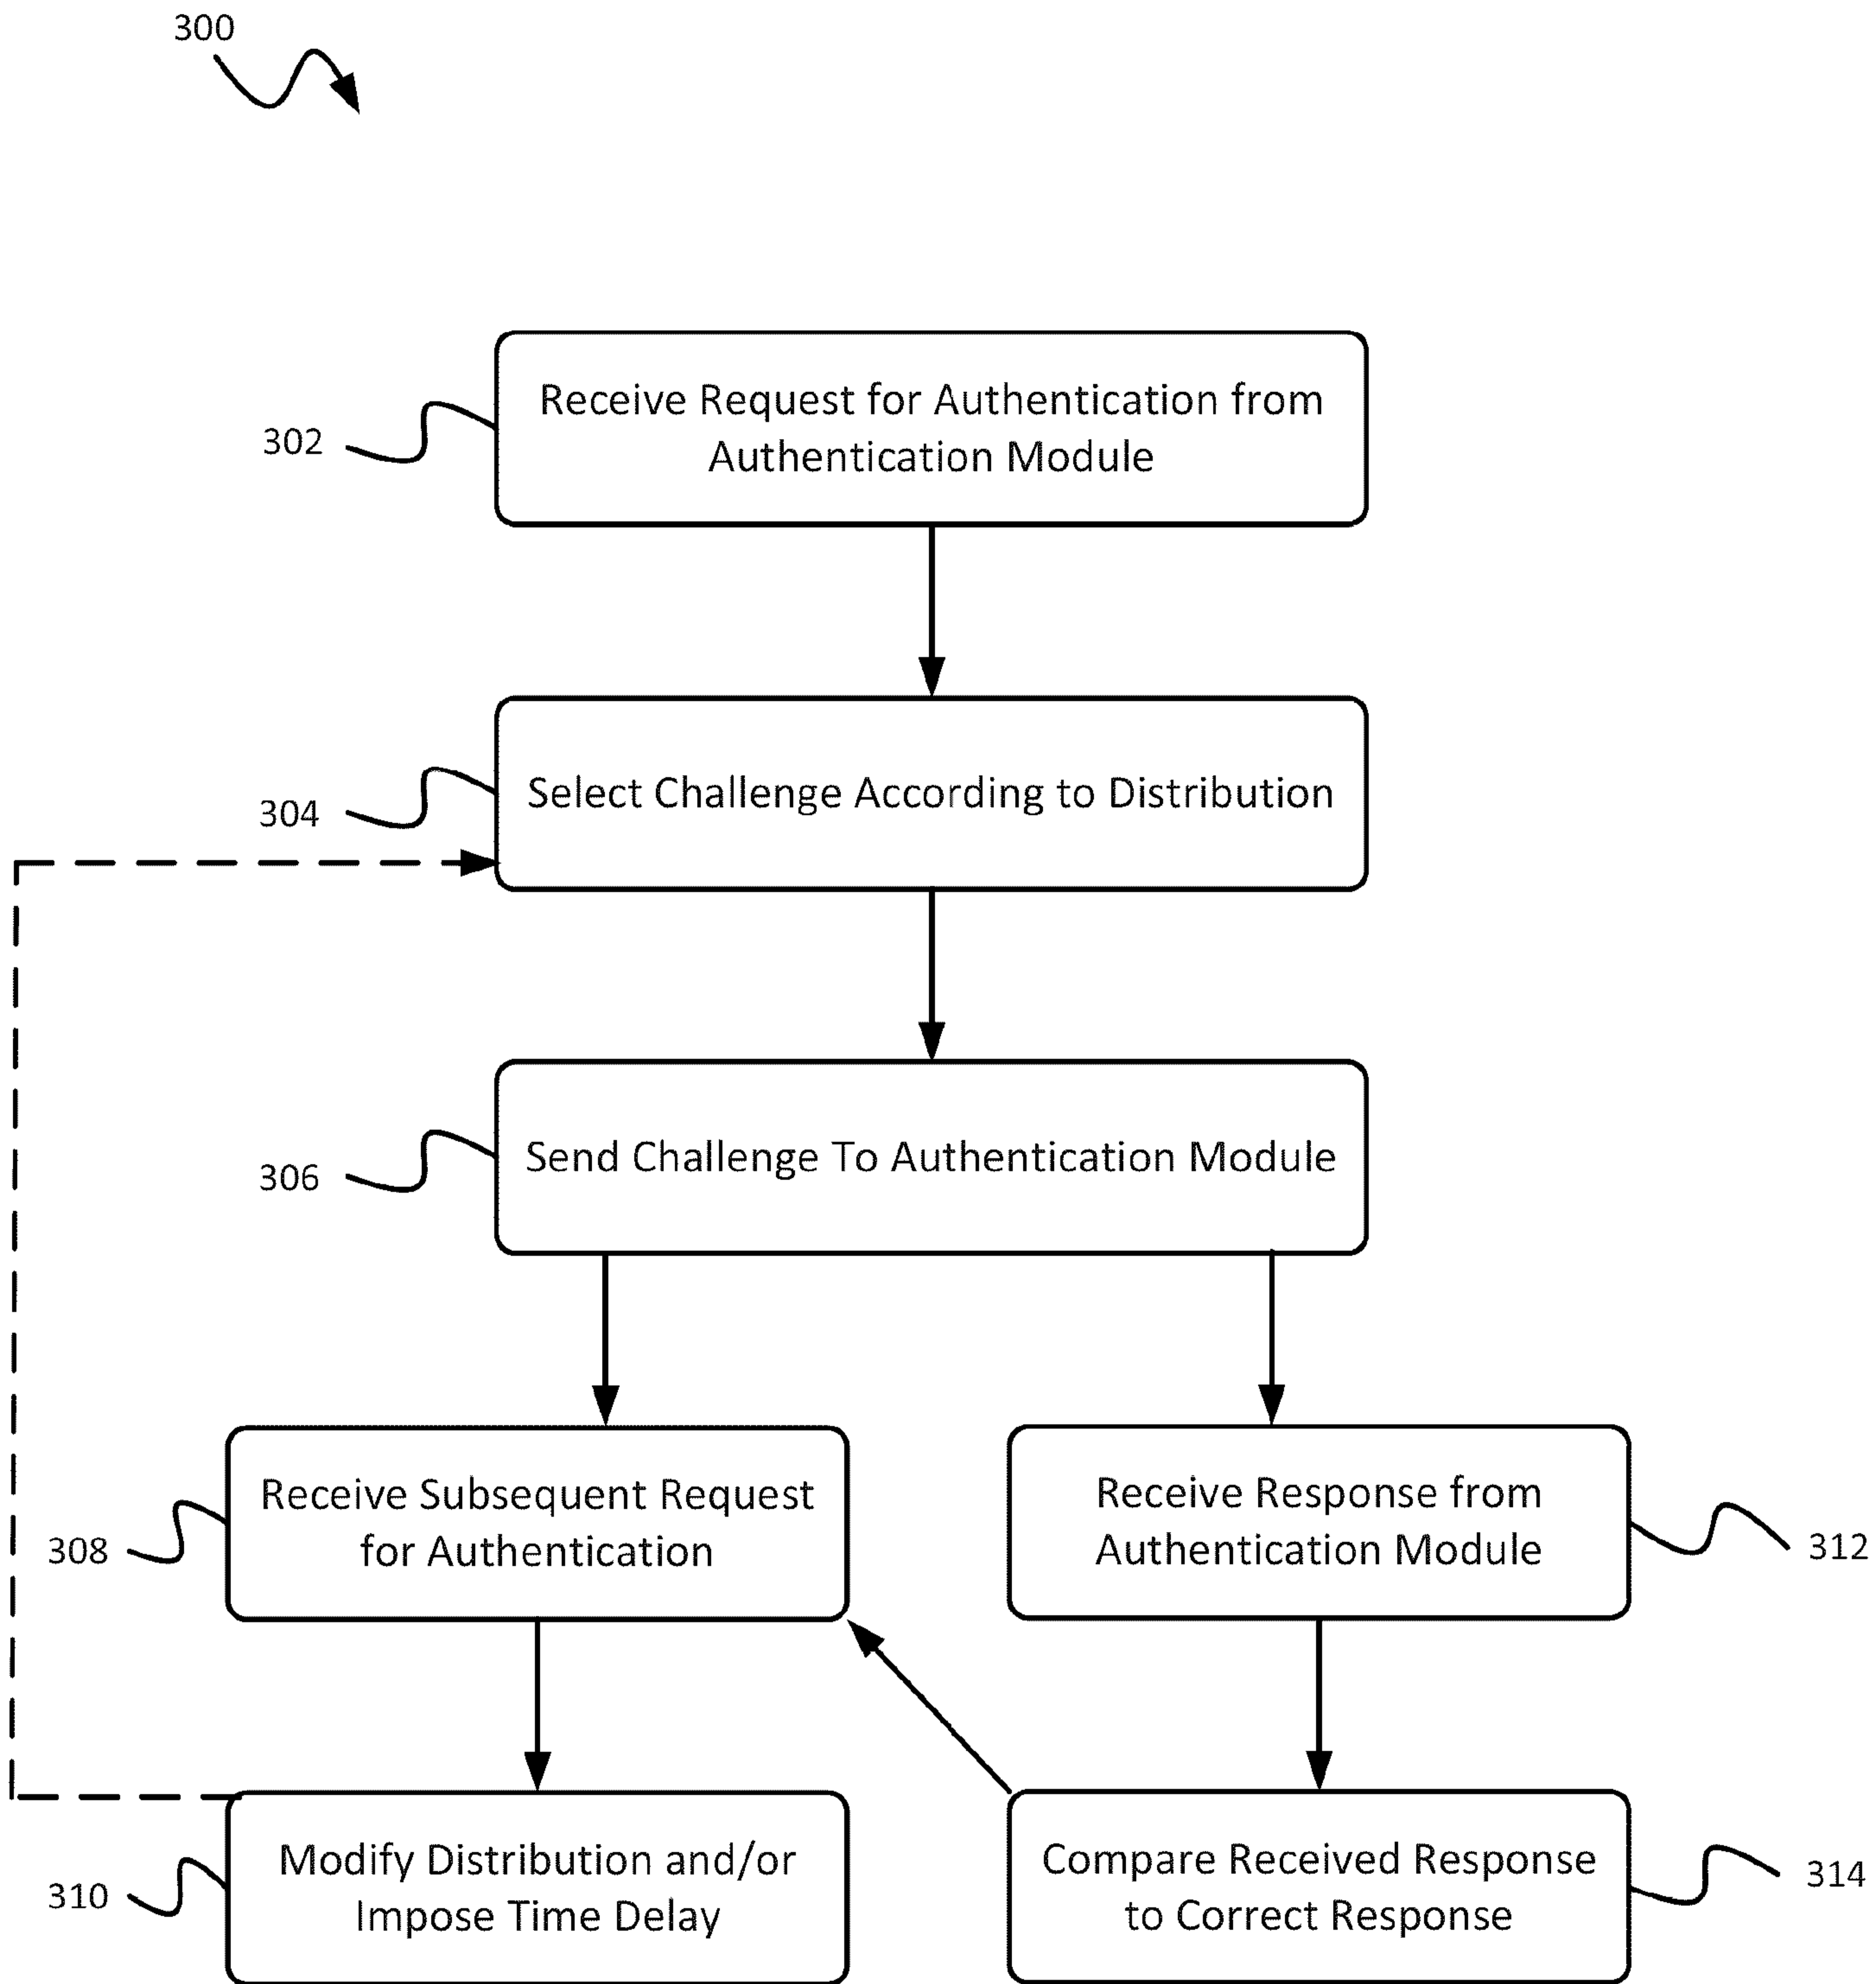 300
Receive Request for Authentication from
Authentication Module
302
Select Challenge According to Distribution
304
Send Challenge To Authentication Module
306
Receive Subsequent Request
for Authentication
308
Receive Response from
Authentication Module
312
Modify Distribution and/or
Impose Time Delay
310
Compare Received Response
to Correct Response
314